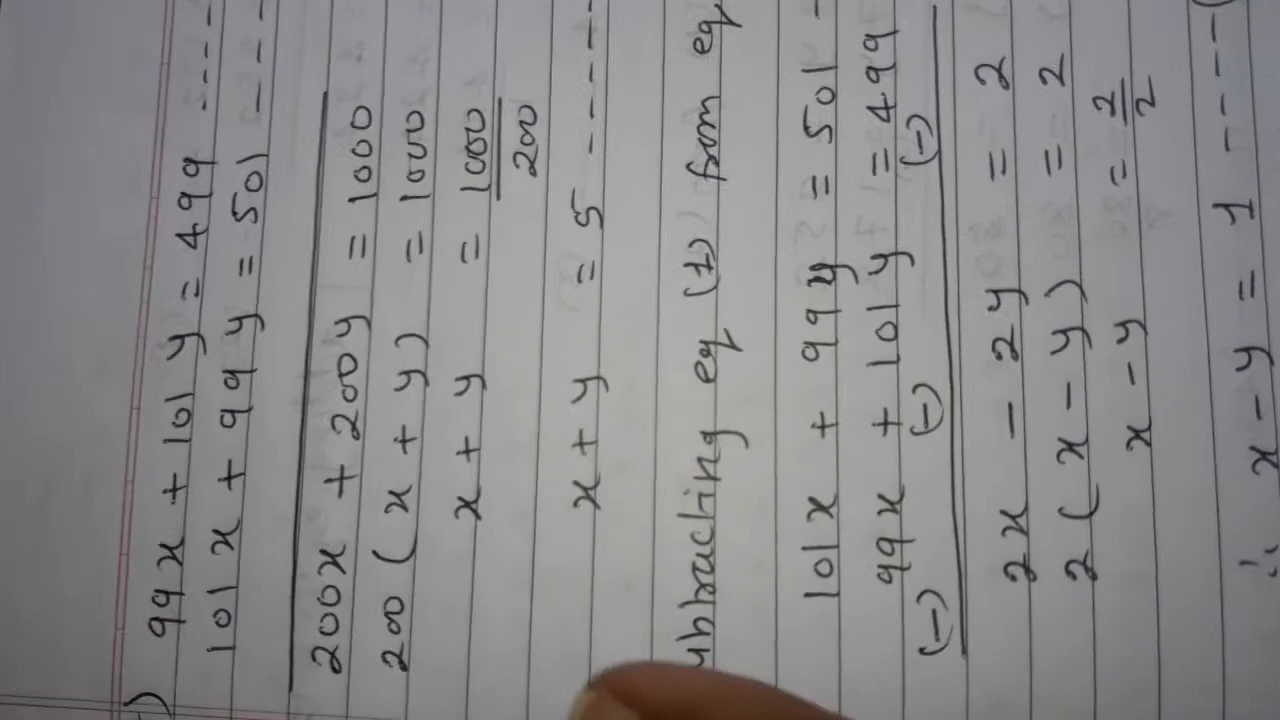 99x + 101y = 499 ----
101x + 99y = 501 ----
200x + 200y = 1000
200 (x + y) = 1000
x + y = 1000/200
x + y = 5 -----
ubtracting eq (1) from eq
101x + 99y = 501 -
99x + 101y = 499
(-) (-) (-)
2x - 2y = 2
2 (x - y) = 2
x - y = 2/2
∴ x - y = 1 ----(